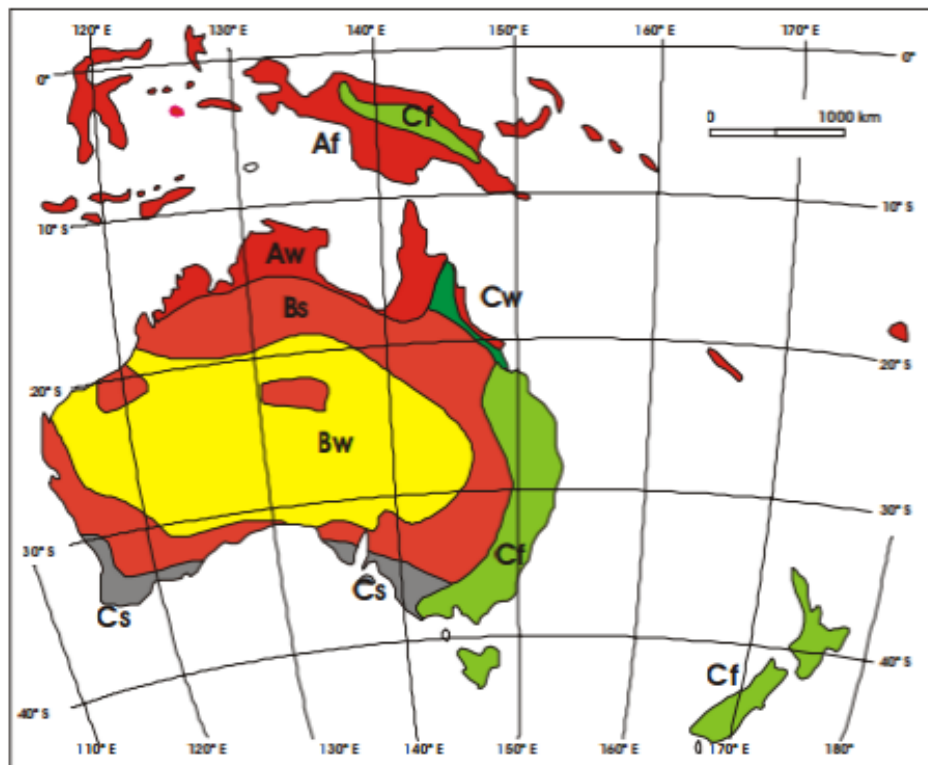 120° E 130° E 140° E 150° E 160° E 170° E
0° 0°
Cf
0 1000 km
Af
10° S 10° S
Aw
Cw
Bs
20° S 20° S
Bw
30° S 30° S
Cf
Cs Cs
0
Cf
40° S 40° S
110° E 120° E 130° E 140° E 150° E 160° E 0 170° E 180°